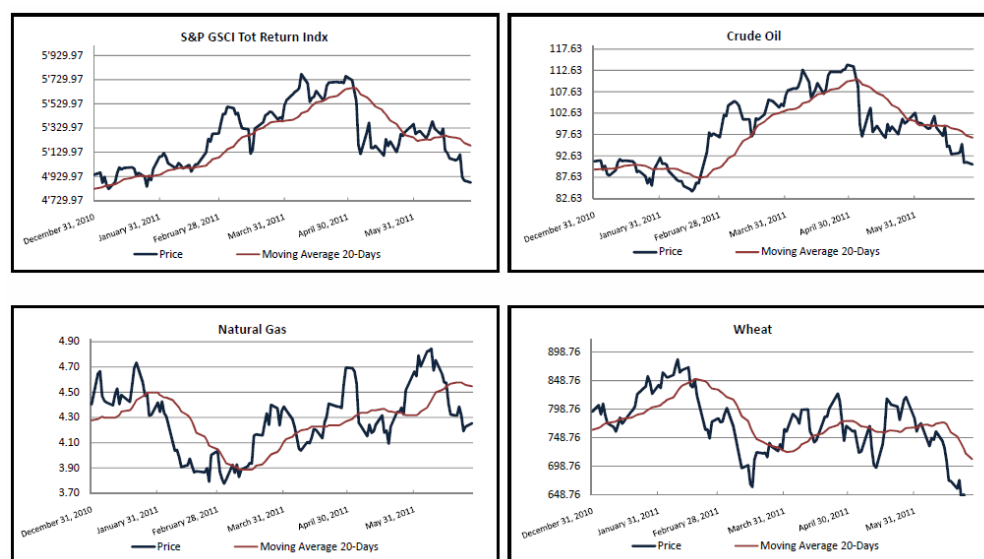 S&P GSCI Tot Return Indx
5'929.97
5'729.97
5'529.97
5'329.97
5'129.97
4'929.97
4'729.97
December 31, 2010
January 31, 2011
February 28, 2011
March 31, 2011
April 30, 2011
May 31, 2011
Price
Moving Average 20-Days
Crude Oil
117.63
112.63
107.63
102.63
97.63
92.63
87.63
82.63
December 31, 2010
January 31, 2011
February 28, 2011
March 31, 2011
April 30, 2011
May 31, 2011
Price
Moving Average 20-Days
Natural Gas
4.90
4.70
4.50
4.30
4.10
3.90
3.70
December 31, 2010
January 31, 2011
February 28, 2011
March 31, 2011
April 30, 2011
May 31, 2011
Price
Moving Average 20-Days
Wheat
898.76
848.76
798.76
748.76
698.76
648.76
December 31, 2010
January 31, 2011
February 28, 2011
March 31, 2011
April 30, 2011
May 31, 2011
Price
Moving Average 20-Days